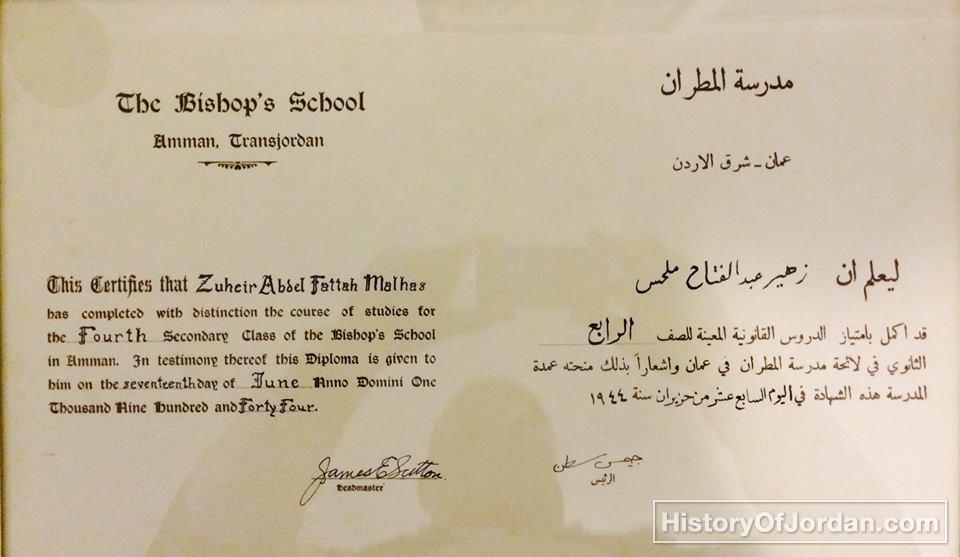 The Bishop's School
Amman, Transjordan
This Certifies that Zuheir Abdel Fattah Malhas
has completed with distinction the course of studies for
the Fourth Secondary Class of the Bishop's School
in Amman. In testimony thereof this Diploma is given to
him on the seventeenth day of June Anno Domini One
Thousand Nine Hundred and Forty Four.
James E Sutton.
Headmaster
مدرسة المطران
عمان - شرق الاردن
ليعلم ان زهير عبد الفتاح ملحس
قد اكمل بامتياز الدروس القانونية المعينة للصف الرابع
الثانوي في لائحة مدرسة المطران في عمان واشعاراً بذلك منحته عمدة
المدرسة هذه الشهادة في اليوم السابع عشر من حزيران سنة ١٩٤٤
جيمس سطن
الرئيس
HistoryOfJordan.com